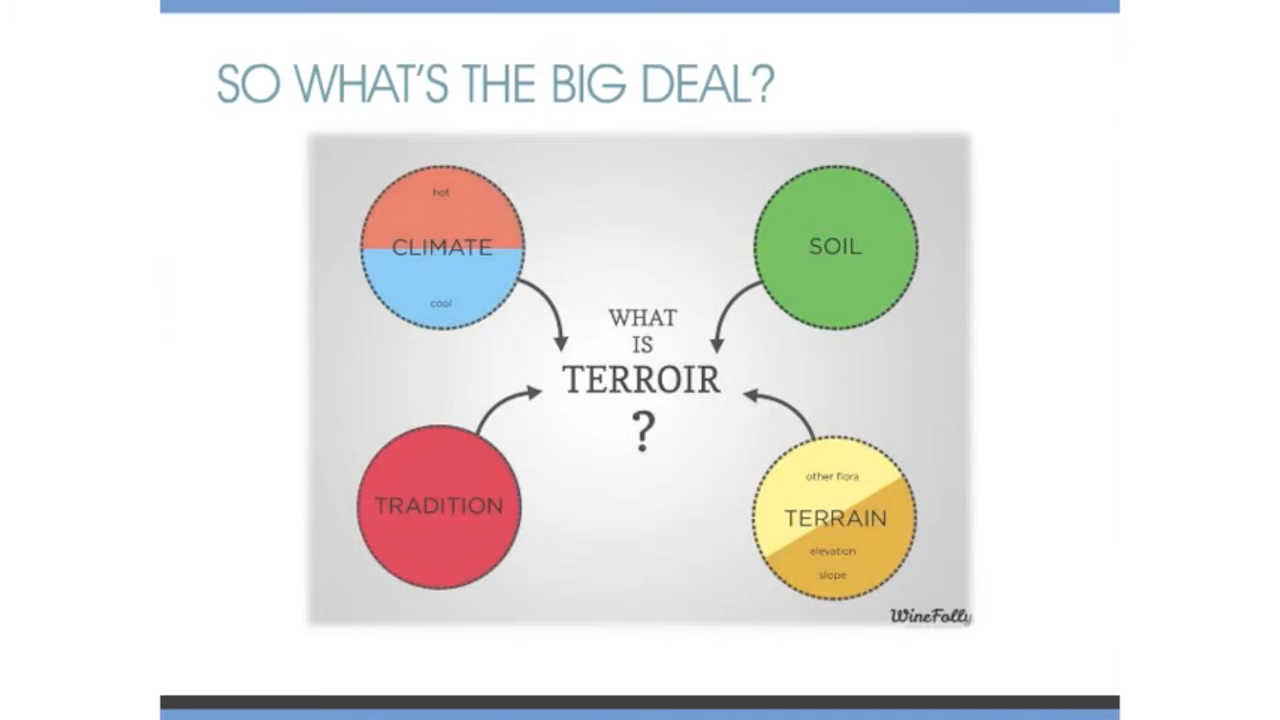 SO WHAT'S THE BIG DEAL?
hot
CLIMATE
cool
SOIL
WHAT
IS
TERROIR
?
TRADITION
other flora
TERRAIN
elevation
slope
WineFolly